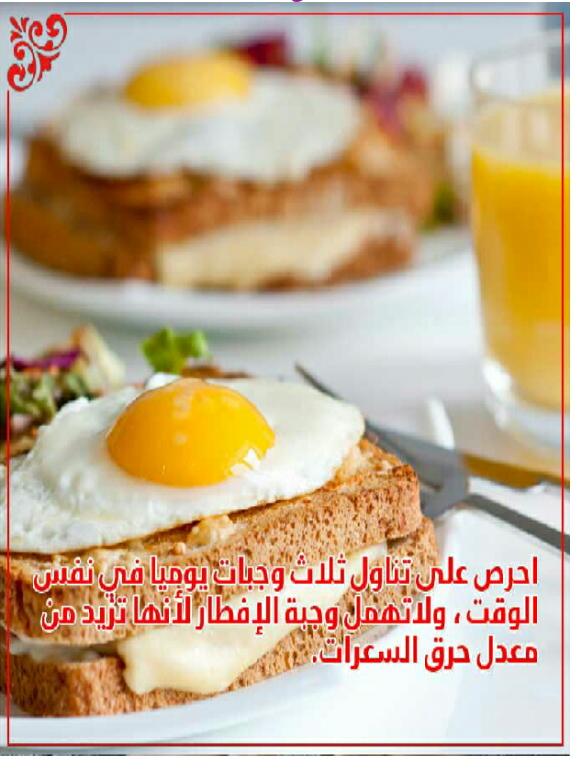 احرص على تناول ثلاث وجبات يوميا في نفس
الوقت ، ولاتهمل وجبة الإفطار لأنها تزيد من
معدل حرق السعرات.